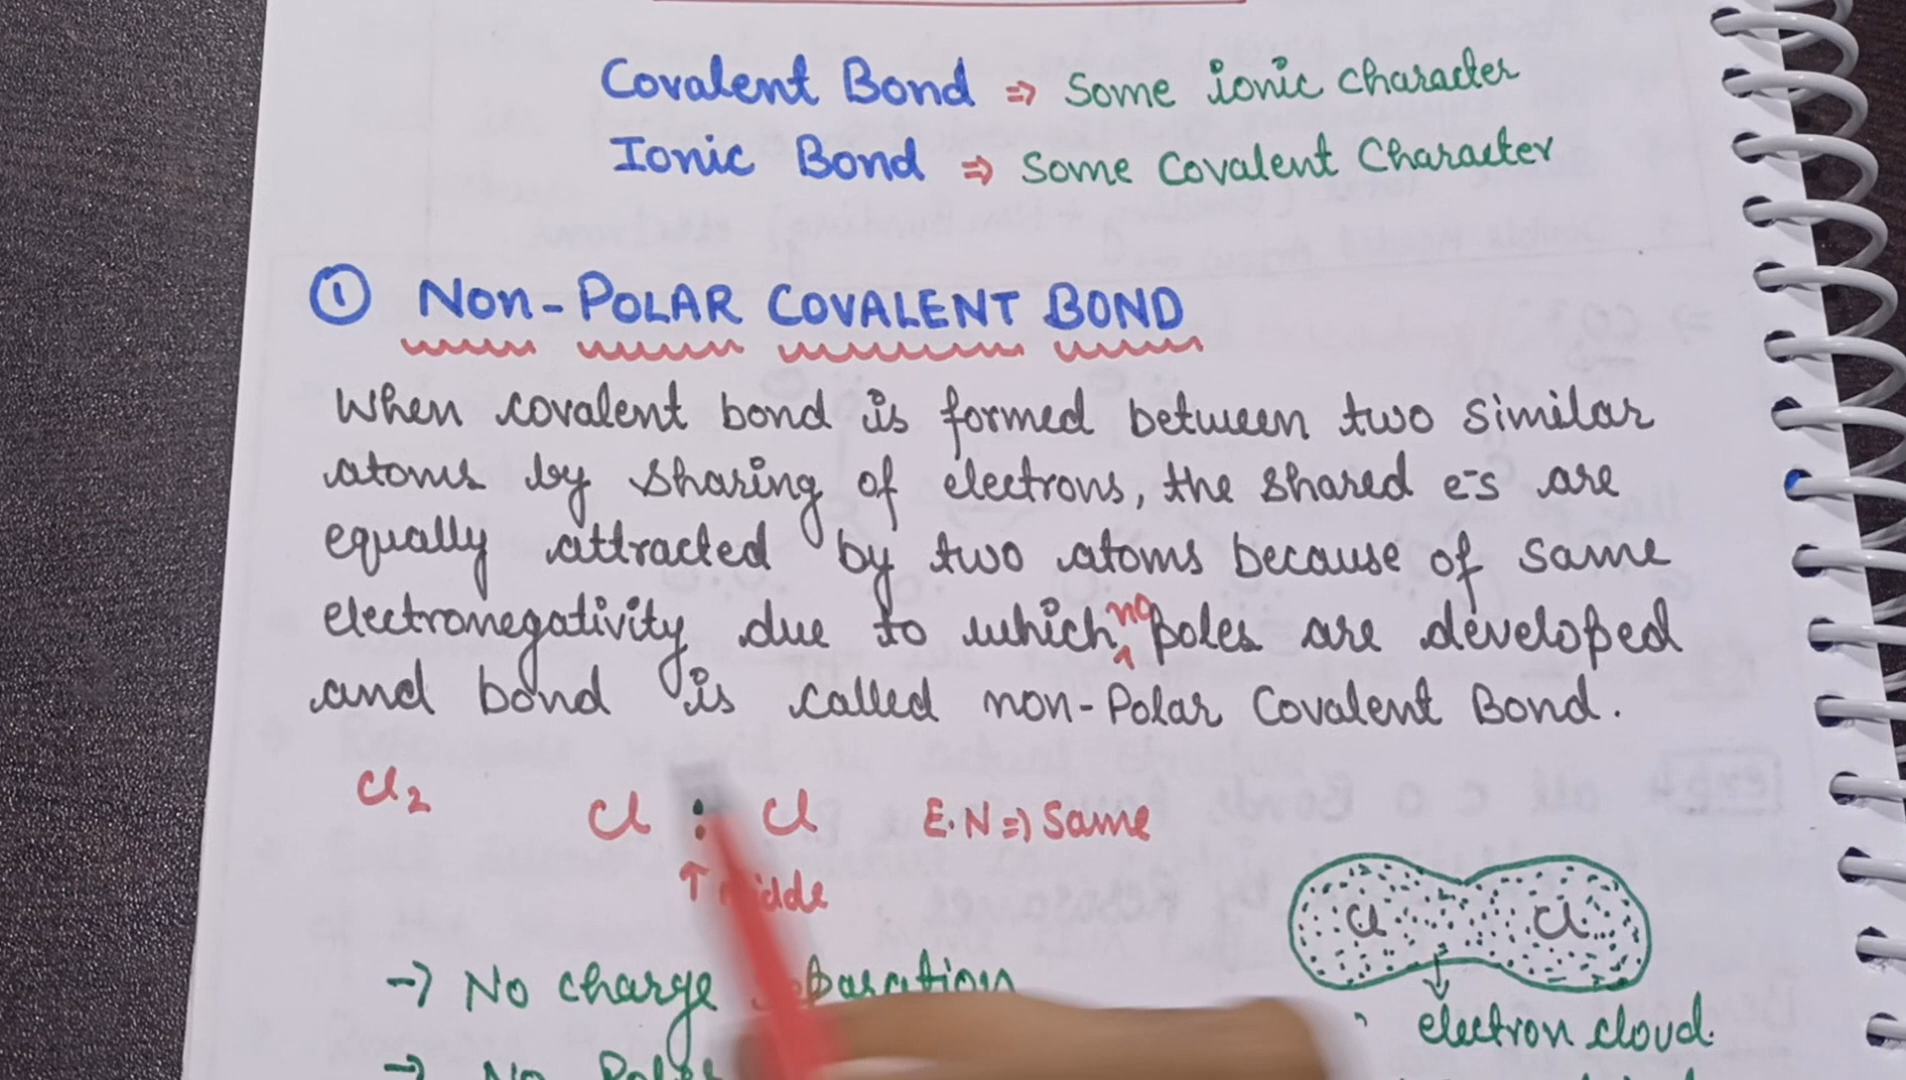 Covalent Bond ⇒ Some ionic character
Ionic Bond ⇒ Some Covalent Character
① NON-POLAR COVALENT BOND
When covalent bond is formed between two similar
atoms by sharing of electrons, the shared e⁻s are
equally attracted by two atoms because of same
electronegativity due to which no poles are developed
and bond is called non-Polar Covalent Bond.
Cl₂ Cl : Cl E.N ⇒ Same
↑
Cl Cl
→ No charge
electron cloud.
→ No Poles